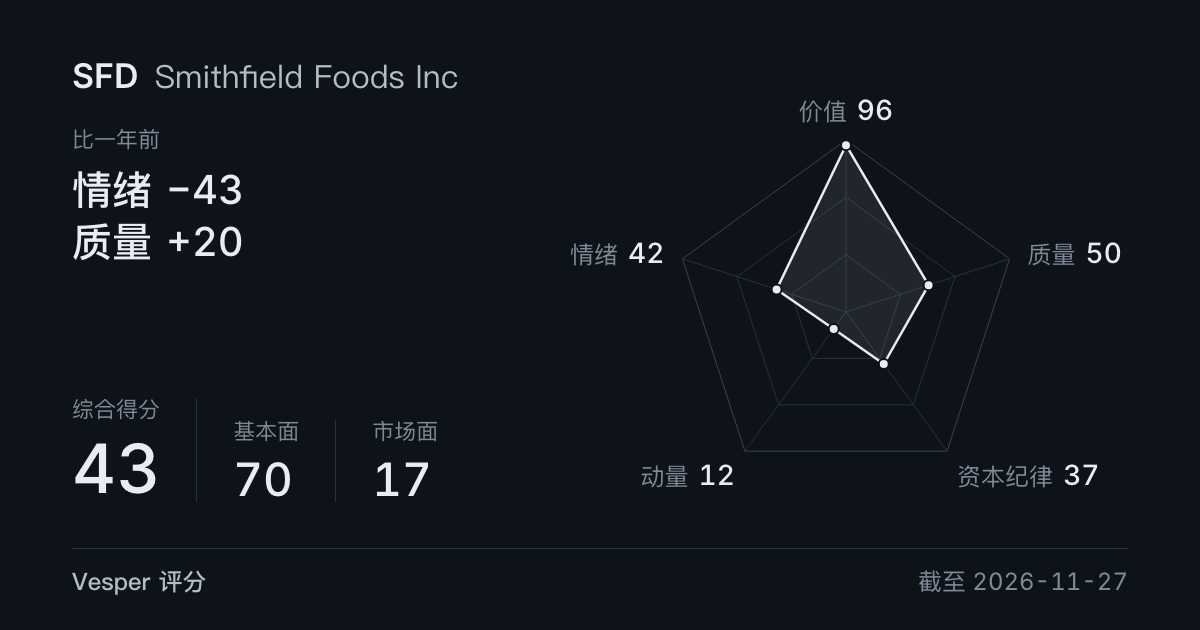 SFD Smithfield Foods Inc
比一年前
情绪 −43
质量 +20
价值 96
情绪 42
质量 50
动量 12
资本纪律 37
综合得分
43
基本面
70
市场面
17
Vesper 评分
截至 2026-11-27